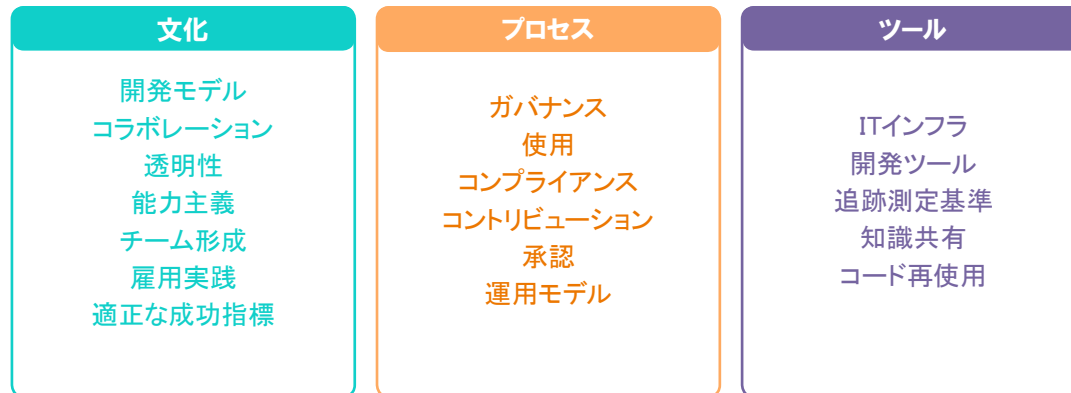 文化
開発モデル
コラボレーション
透明性
能力主義
チーム形成
雇用実践
適正な成功指標
プロセス
ガバナンス
使用
コンプライアンス
コントリビューション
承認
運用モデル
ツール
ITインフラ
開発ツール
追跡測定基準
知識共有
コード再使用